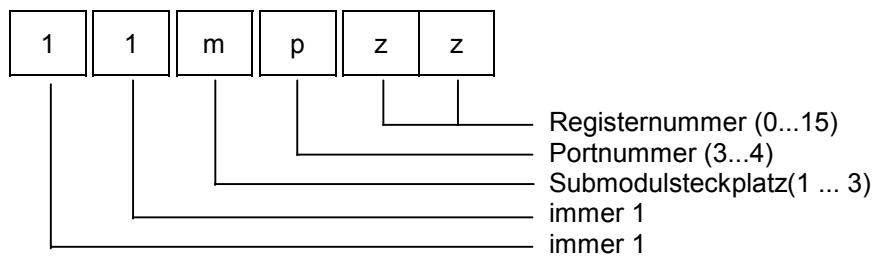 1 1 m p z z
Registernummer (0...15)
Portnummer (3...4)
Submodulsteckplatz(1 ... 3)
immer 1
immer 1